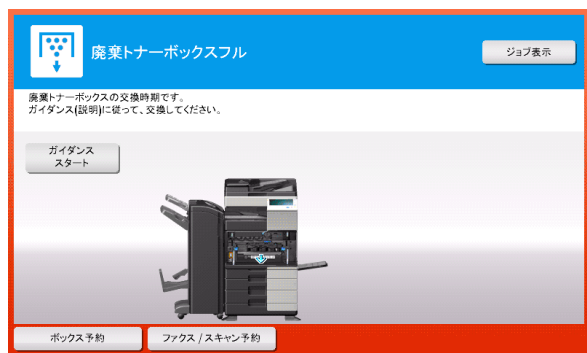 廃棄トナーボックスフル
ジョブ表示
廃棄トナーボックスの交換時期です。
ガイダンス(説明)に従って、交換してください。
ガイダンス
スタート
ボックス予約
ファクス / スキャン予約